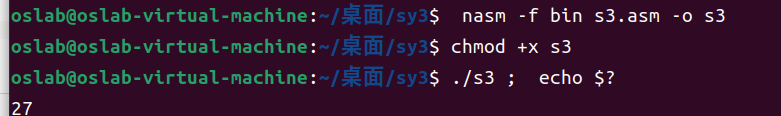 oslab@oslab-virtual-machine:~/桌面/sy3$  nasm -f bin s3.asm -o s3
oslab@oslab-virtual-machine:~/桌面/sy3$ chmod +x s3
oslab@oslab-virtual-machine:~/桌面/sy3$ ./s3 ;  echo $?
27